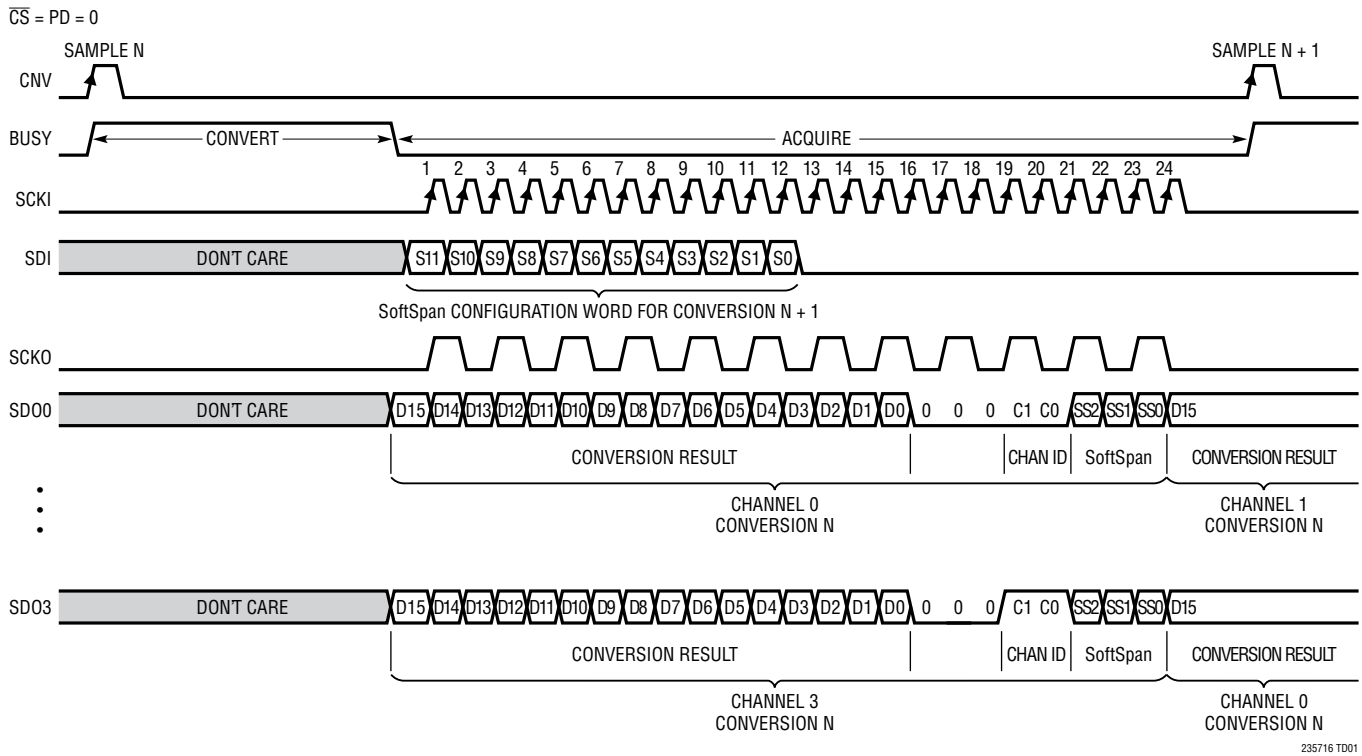 CS = PD = 0
SAMPLE N SAMPLE N + 1
CNV
BUSY CONVERT ACQUIRE
1 2 3 4 5 6 7 8 9 10 11 12 13 14 15 16 17 18 19 20 21 22 23 24
SCKI
SDI DON'T CARE S11 S10 S9 S8 S7 S6 S5 S4 S3 S2 S1 S0
SoftSpan CONFIGURATION WORD FOR CONVERSION N + 1
SCKO
SDO0 DON'T CARE D15 D14 D13 D12 D11 D10 D9 D8 D7 D6 D5 D4 D3 D2 D1 D0 0 0 0 C1 C0 SS2 SS1 SS0 D15
CONVERSION RESULT CHAN ID SoftSpan CONVERSION RESULT
CHANNEL 0 CHANNEL 1
CONVERSION N CONVERSION N
SDO3 DON'T CARE D15 D14 D13 D12 D11 D10 D9 D8 D7 D6 D5 D4 D3 D2 D1 D0 0 0 0 C1 C0 SS2 SS1 SS0 D15
CONVERSION RESULT CHAN ID SoftSpan CONVERSION RESULT
CHANNEL 3 CHANNEL 0
CONVERSION N CONVERSION N
235716 TD01